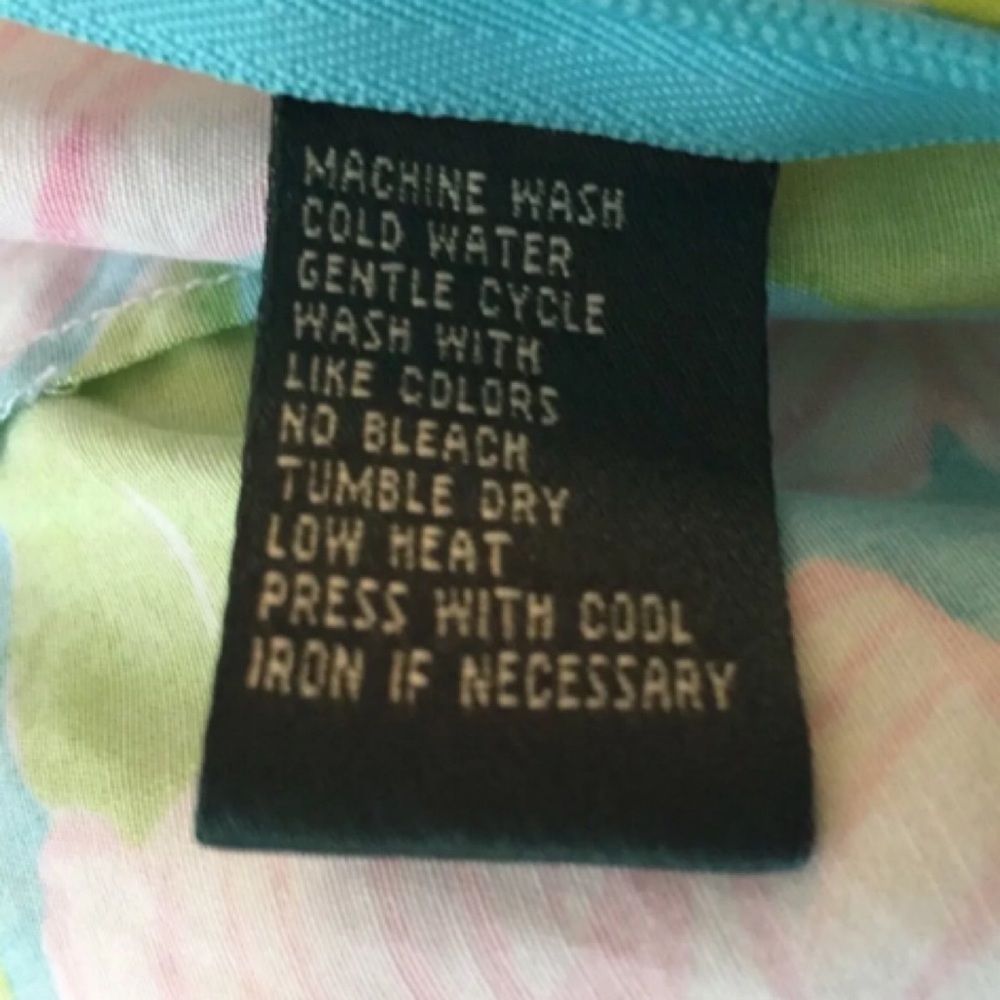 MACHINE WASH
COLD WATER
GENTLE CYCLE
WASH WITH
LIKE COLORS
NO BLEACH
TUMBLE DRY
LOW HEAT
PRESS WITH COOL
IRON IF NECESSARY